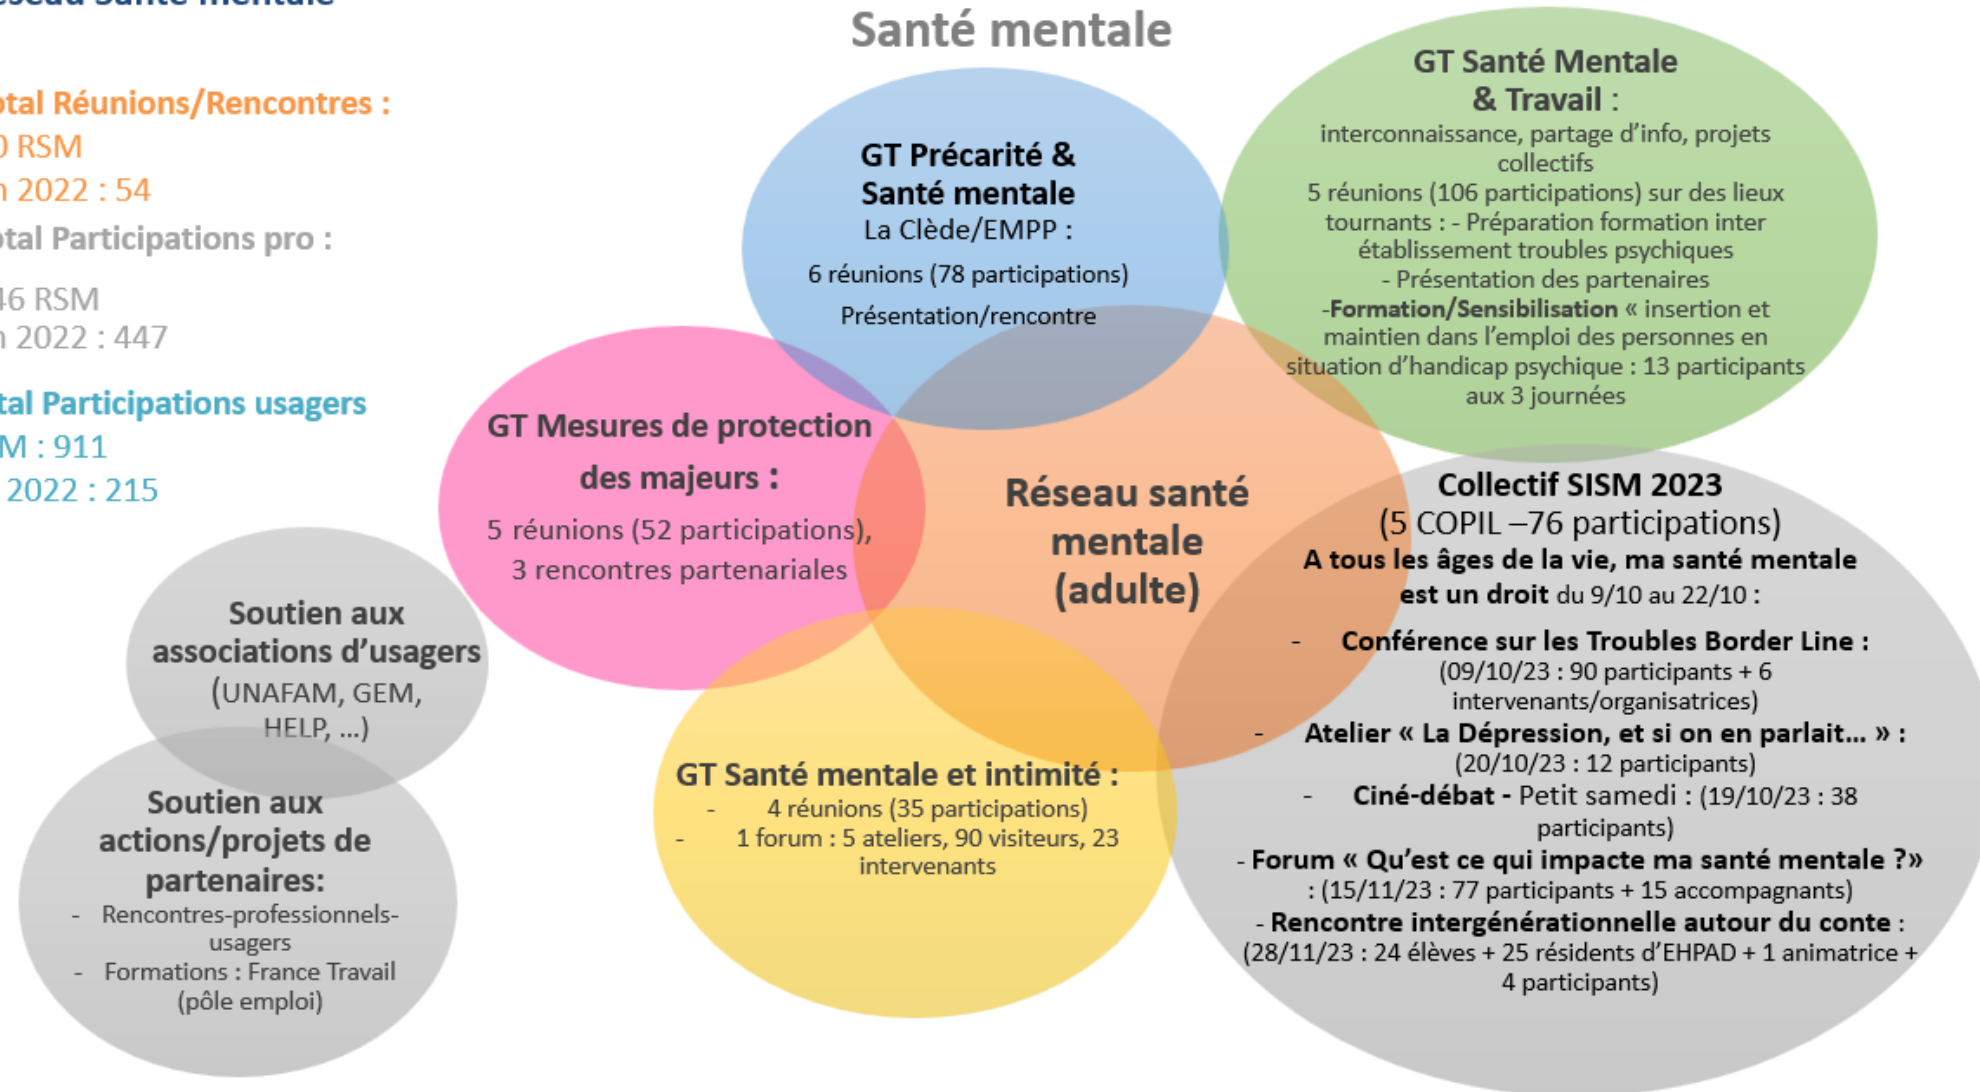 Réseau Santé mentale
Santé mentale
Total Réunions/Rencontres :
RSM
2022 : 54
Total Participations pro :
46 RSM
2022 : 447
Total Participations usagers
M : 911
2022 : 215
GT Précarité &
Santé mentale
La Clède/EMPP :
6 réunions (78 participations)
Présentation/rencontre
GT Santé Mentale
& Travail :
interconnaissance, partage d’info, projets
collectifs
5 réunions (106 participations) sur des lieux
tournants : - Préparation formation inter
établissement troubles psychiques
- Présentation des partenaires
-Formation/Sensibilisation « insertion et
maintien dans l’emploi des personnes en
situation d’handicap psychique : 13 participants
aux 3 journées
GT Mesures de protection
des majeurs :
5 réunions (52 participations),
3 rencontres partenariales
Réseau santé
mentale
(adulte)
Collectif SISM 2023
(5 COPIL –76 participations)
A tous les âges de la vie, ma santé mentale
est un droit du 9/10 au 22/10 :
- Conférence sur les Troubles Border Line :
(09/10/23 : 90 participants + 6
intervenants/organisatrices)
- Atelier « La Dépression, et si on en parlait... » :
(20/10/23 : 12 participants)
- Ciné-débat - Petit samedi : (19/10/23 : 38
participants)
- Forum « Qu’est ce qui impacte ma santé mentale ?»
: (15/11/23 : 77 participants + 15 accompagnants)
- Rencontre intergénérationnelle autour du conte :
(28/11/23 : 24 élèves + 25 résidents d’EHPAD + 1 animatrice +
4 participants)
Soutien aux
associations d’usagers
(UNAFAM, GEM,
HELP, ...)
Soutien aux
actions/projets de
partenaires:
- Rencontres-professionnels-
usagers
- Formations : France Travail
(pôle emploi)
GT Santé mentale et intimité :
- 4 réunions (35 participations)
- 1 forum : 5 ateliers, 90 visiteurs, 23
intervenants